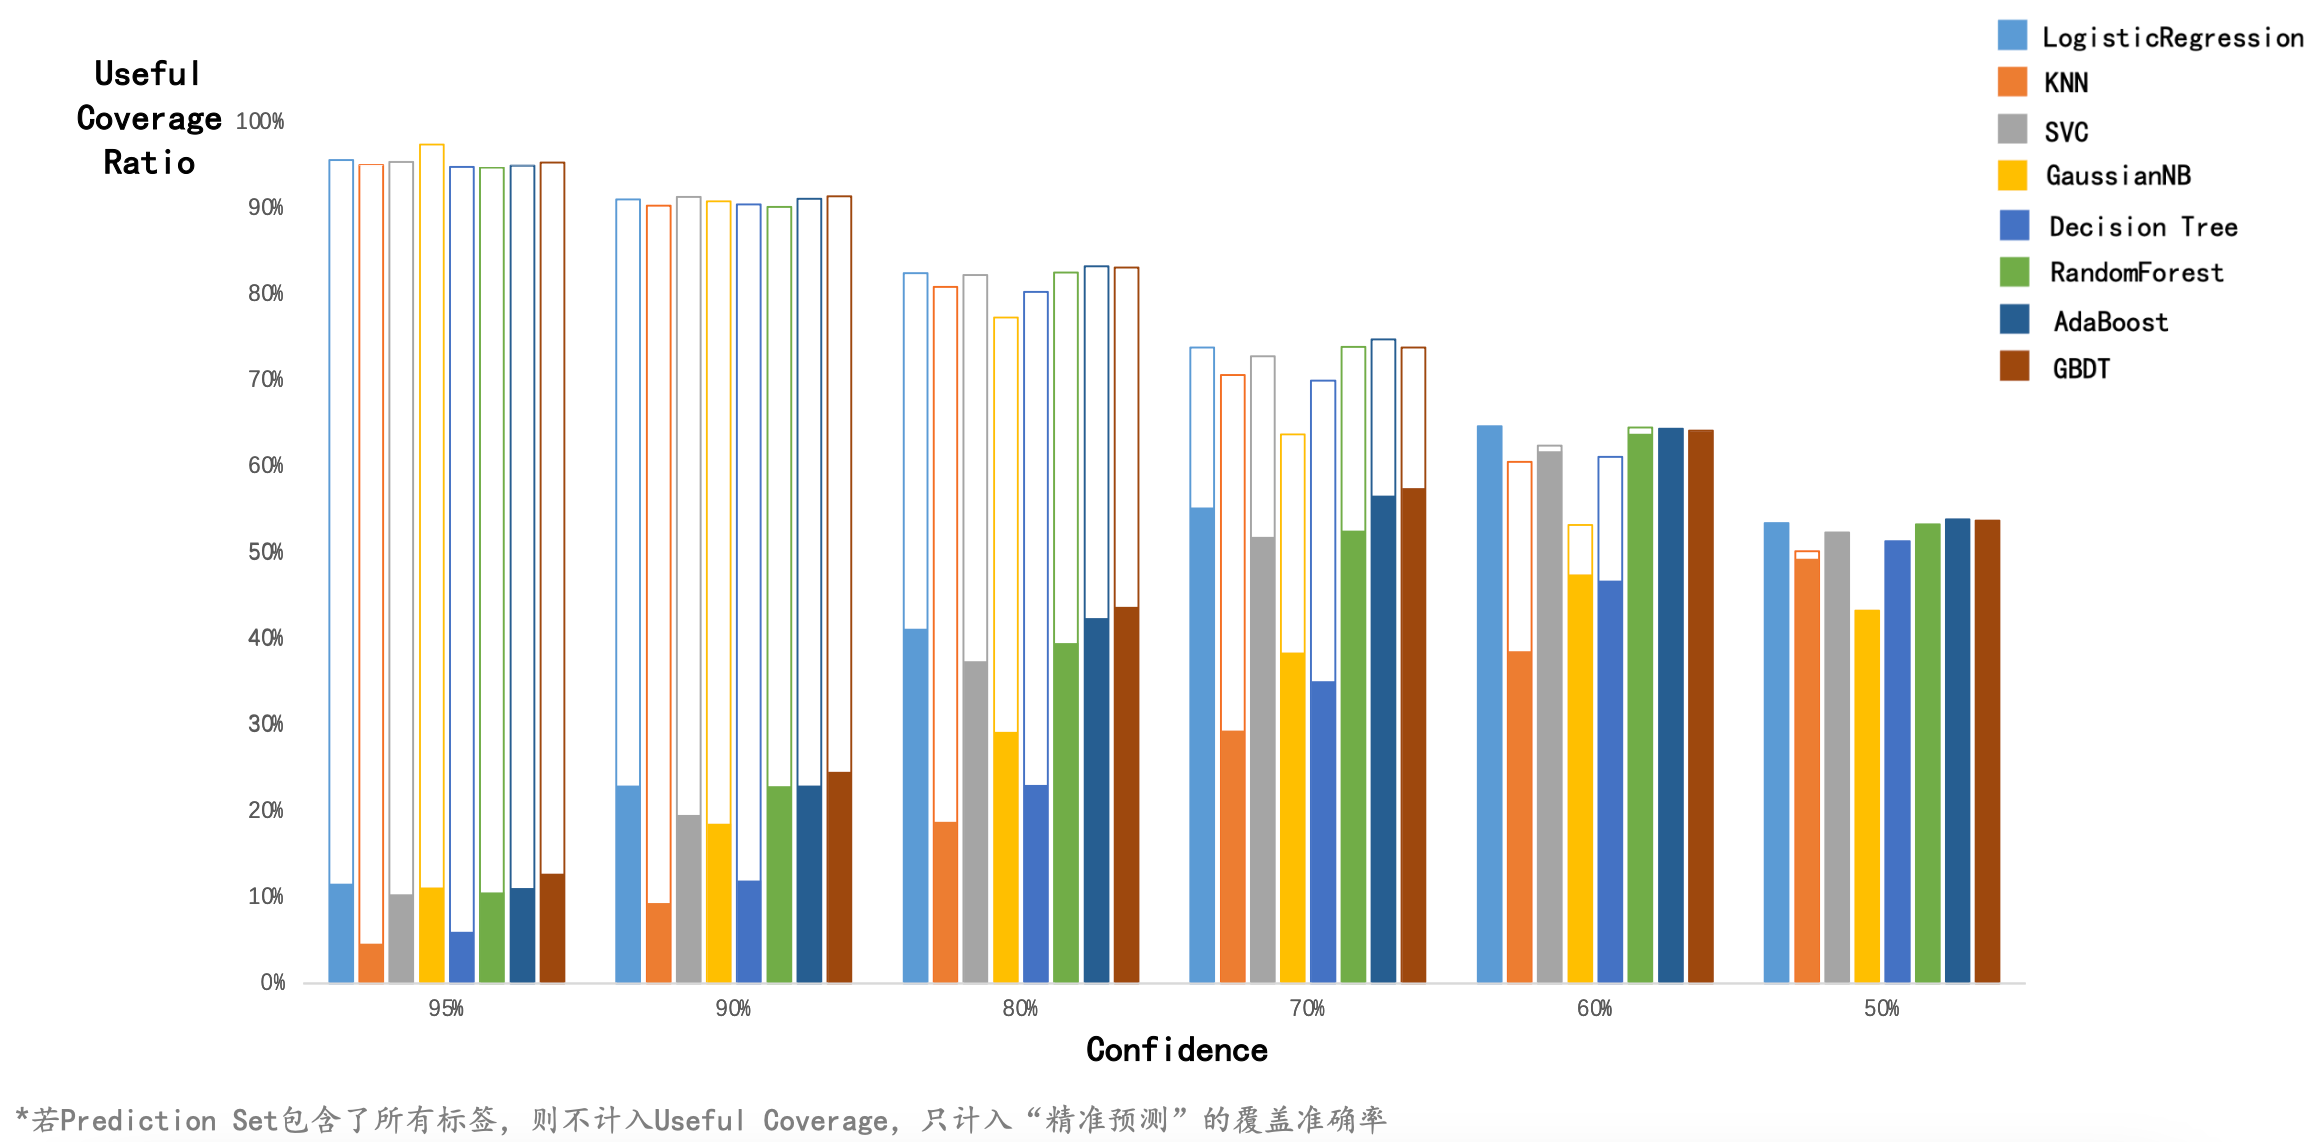 Useful
Coverage
Ratio
100%
90%
80%
70%
60%
50%
40%
30%
20%
10%
0%
95%
90%
80%
70%
60%
50%
Confidence
LogisticRegression
KNN
SVC
GaussianNB
Decision Tree
RandomForest
AdaBoost
GBDT
*若Prediction Set包含了所有标签，则不计入Useful Coverage，只计入“精准预测”的覆盖准确率